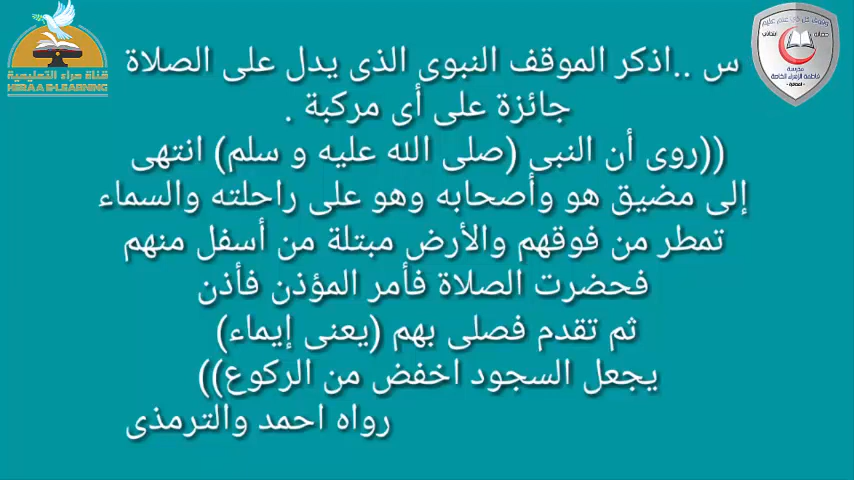 قناة حراء التعليمية
HERAA E-LEARNING
مدرسة
فاطمة الزهراء الخاصة
س ..اذكر الموقف النبوى الذى يدل على الصلاة
جائزة على أى مركبة .
((روى أن النبى (صلى الله عليه و سلم) انتهى
إلى مضيق هو وأصحابه وهو على راحلته والسماء
تمطر من فوقهم والأرض مبتلة من أسفل منهم
فحضرت الصلاة فأمر المؤذن فأذن
ثم تقدم فصلى بهم (يعنى إيماء)
يجعل السجود اخفض من الركوع))
رواه احمد والترمذى